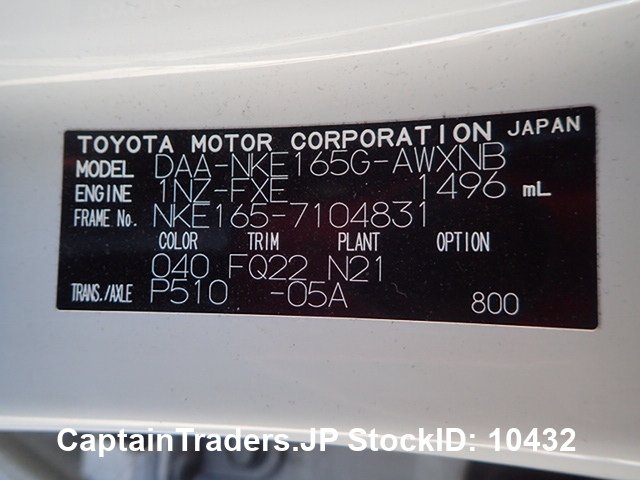 TOYOTA MOTOR CORPORATION JAPAN
MODEL DAA-NKE165G-AWXNB
ENGINE 1NZ-FXE 1496 mL
FRAME No. NKE165-7104831
COLOR TRIM PLANT OPTION
040 FQ22 N21
TRANS./AXLE P510 -05A 800
CaptainTraders.JP StockID: 10432